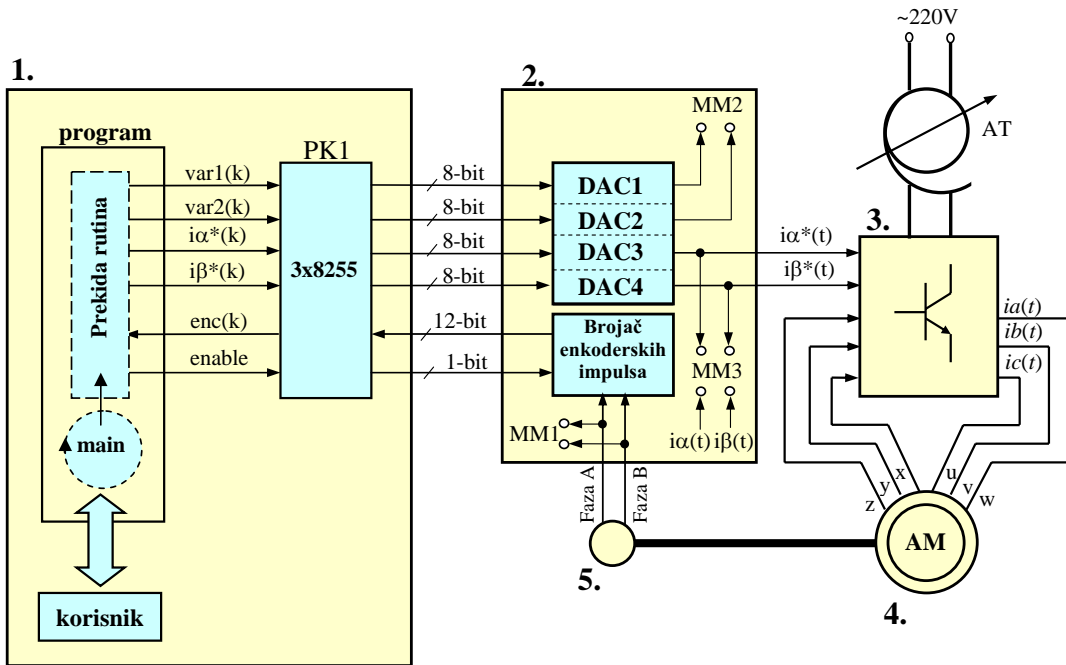 ~220V
AT
1.
program
Prekida rutina
main
korisnik
var1(k)
var2(k)
iα*(k)
iβ*(k)
enc(k)
enable
PK1
3x8255
8-bit
8-bit
8-bit
8-bit
12-bit
1-bit
2.
MM2
DAC1
DAC2
DAC3
DAC4
Brojač
enkoderskih
impulsa
MM3
MM1
iα(t)
iβ(t)
Faza A
Faza B
iα*(t)
iβ*(t)
3.
ia(t)
ib(t)
ic(t)
z
y
x
u
v
w
AM
4.
5.